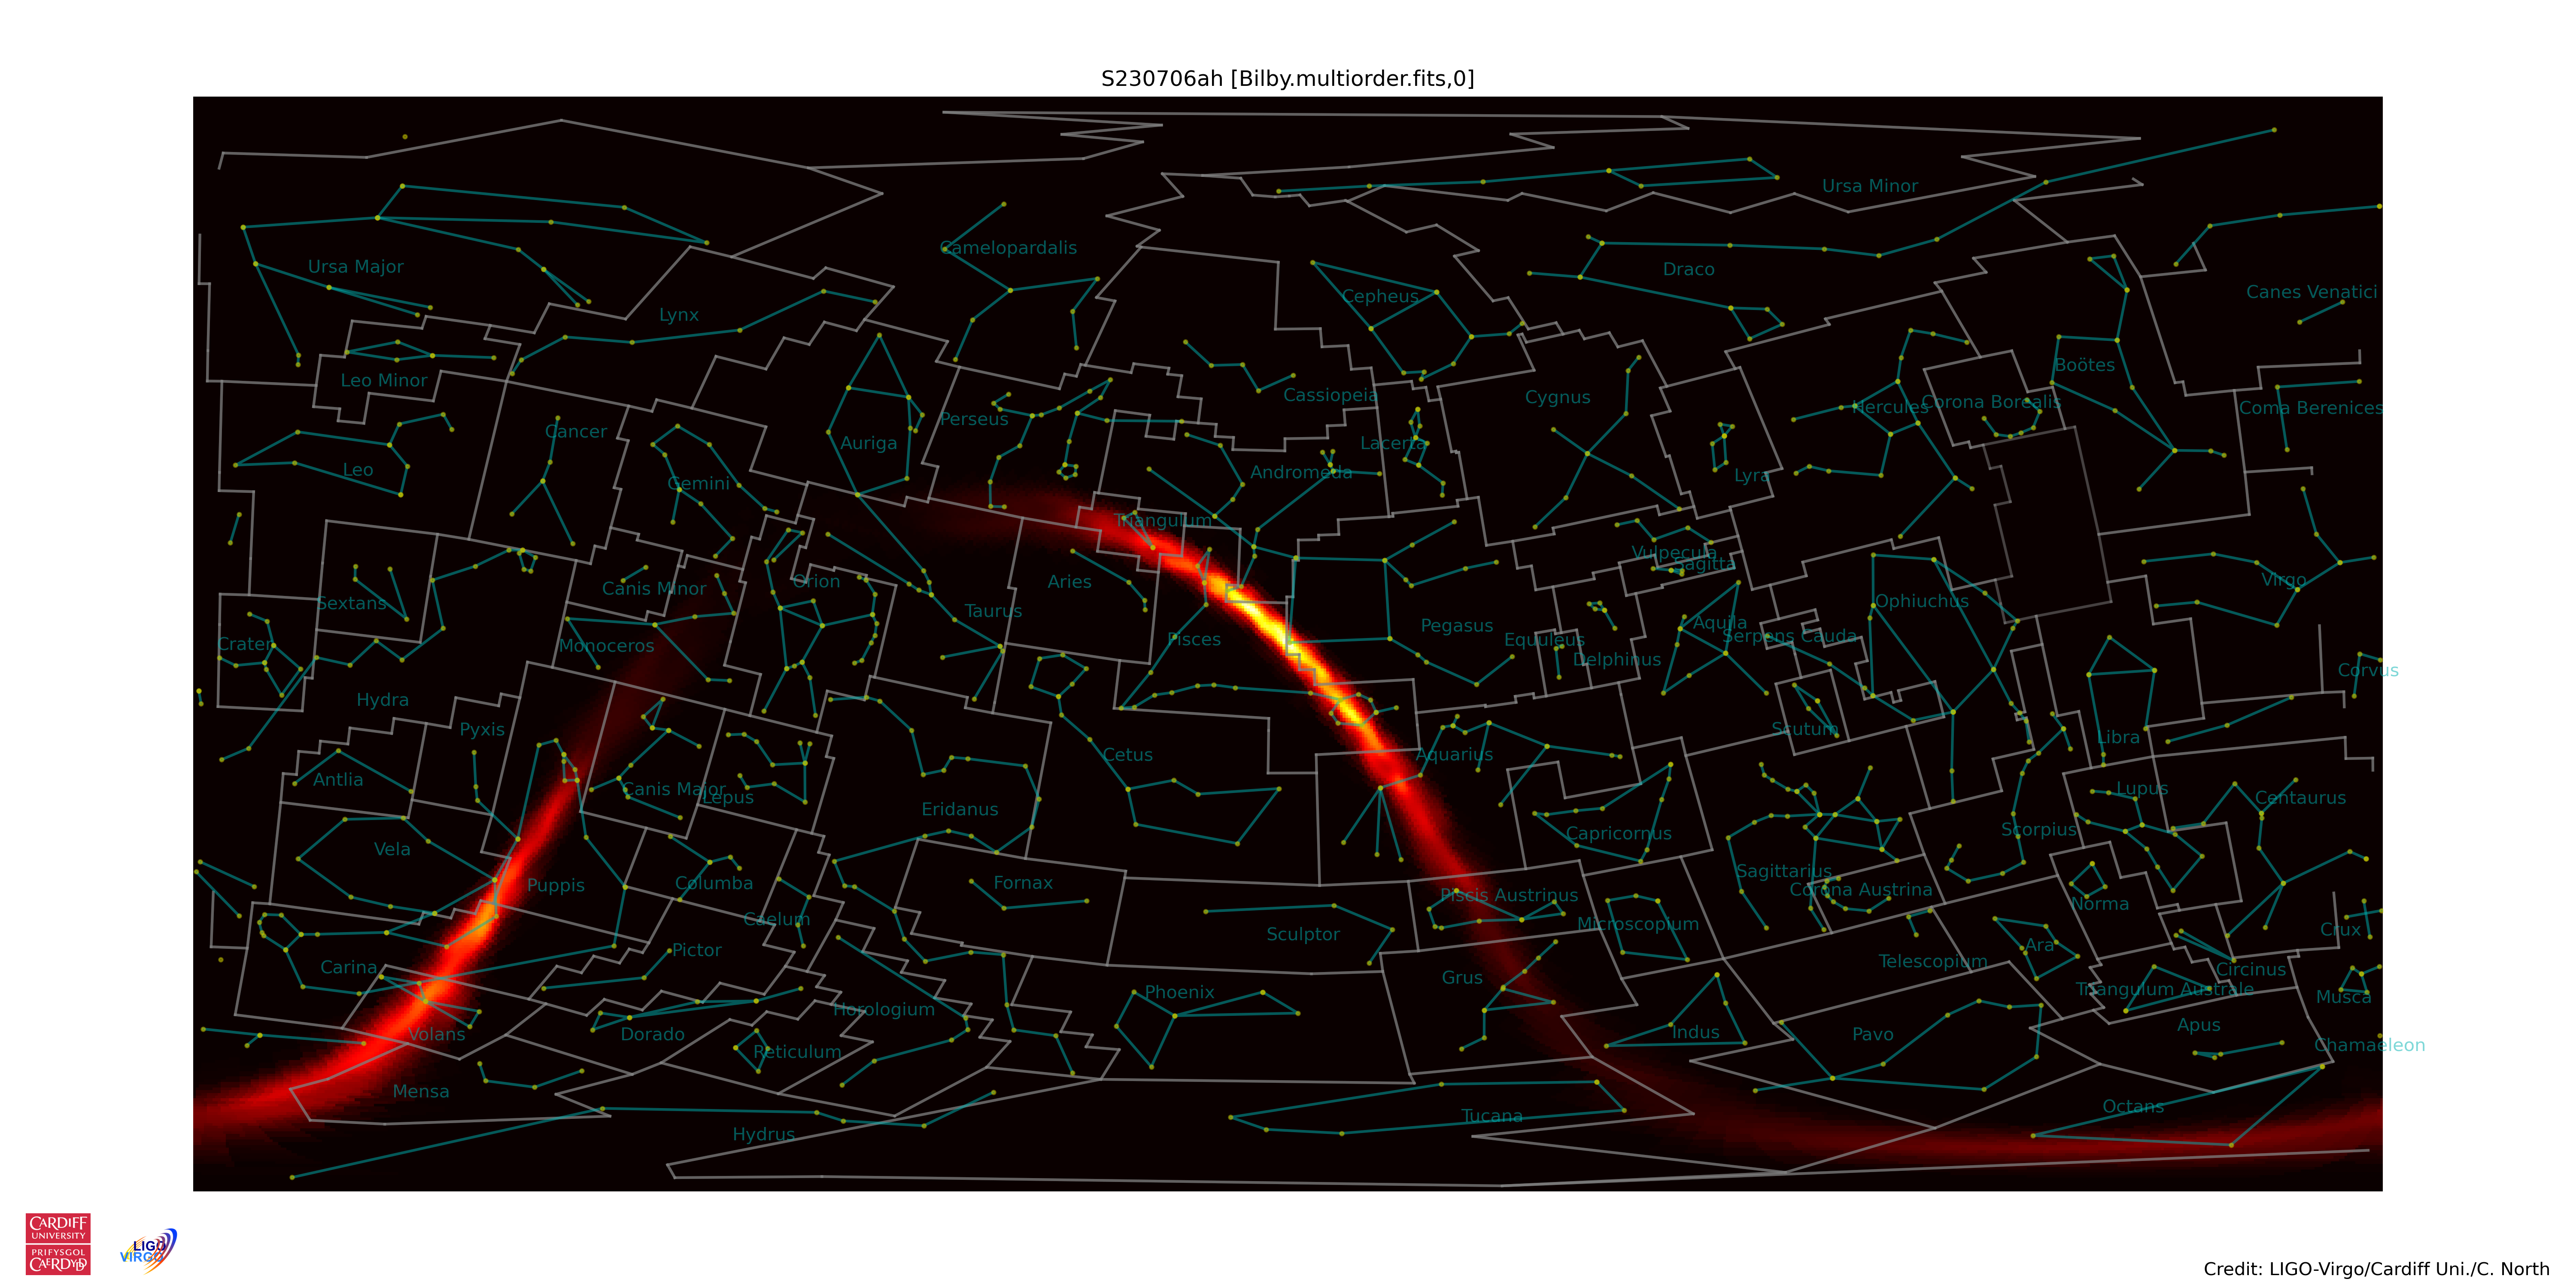 S230706ah [Bilby.multiorder.fits,0]
Ursa Minor
Camelopardalis
Ursa Major
Draco
Canes Venatici
Cepheus
Lynx
Boötes
Leo Minor
Cassiopeia
Cygnus
Corona Borealis
Hercules
Coma Berenices
Perseus
Cancer
Auriga
Lacerta
Leo
Andromeda
Lyra
Gemini
Triangulum
Vulpecula
Sagitta
Virgo
Orion
Aries
Canis Minor
Ophiuchus
Sextans
Taurus
Aquila
Pegasus
Serpens Cauda
Pisces
Equuleus
Crater
Monoceros
Delphinus
Corvus
Hydra
Pyxis
Scutum
Libra
Cetus
Aquarius
Antlia
Canis Major
Lupus
Lepus
Centaurus
Eridanus
Scorpius
Capricornus
Vela
Sagittarius
Puppis
Columba
Fornax
Corona Austrina
Piscis Austrinus
Norma
Caelum
Microscopium
Crux
Sculptor
Ara
Pictor
Telescopium
Carina
Circinus
Grus
Triangulum Australe
Phoenix
Musca
Horologium
Apus
Indus
Volans
Dorado
Pavo
Chamaeleon
Reticulum
Mensa
Octans
Tucana
Hydrus
CARDIFF
UNIVERSITY
PRIFYSGOL
CAERDYDD
LIGO
VIRGO
Credit: LIGO-Virgo/Cardiff Uni./C. North